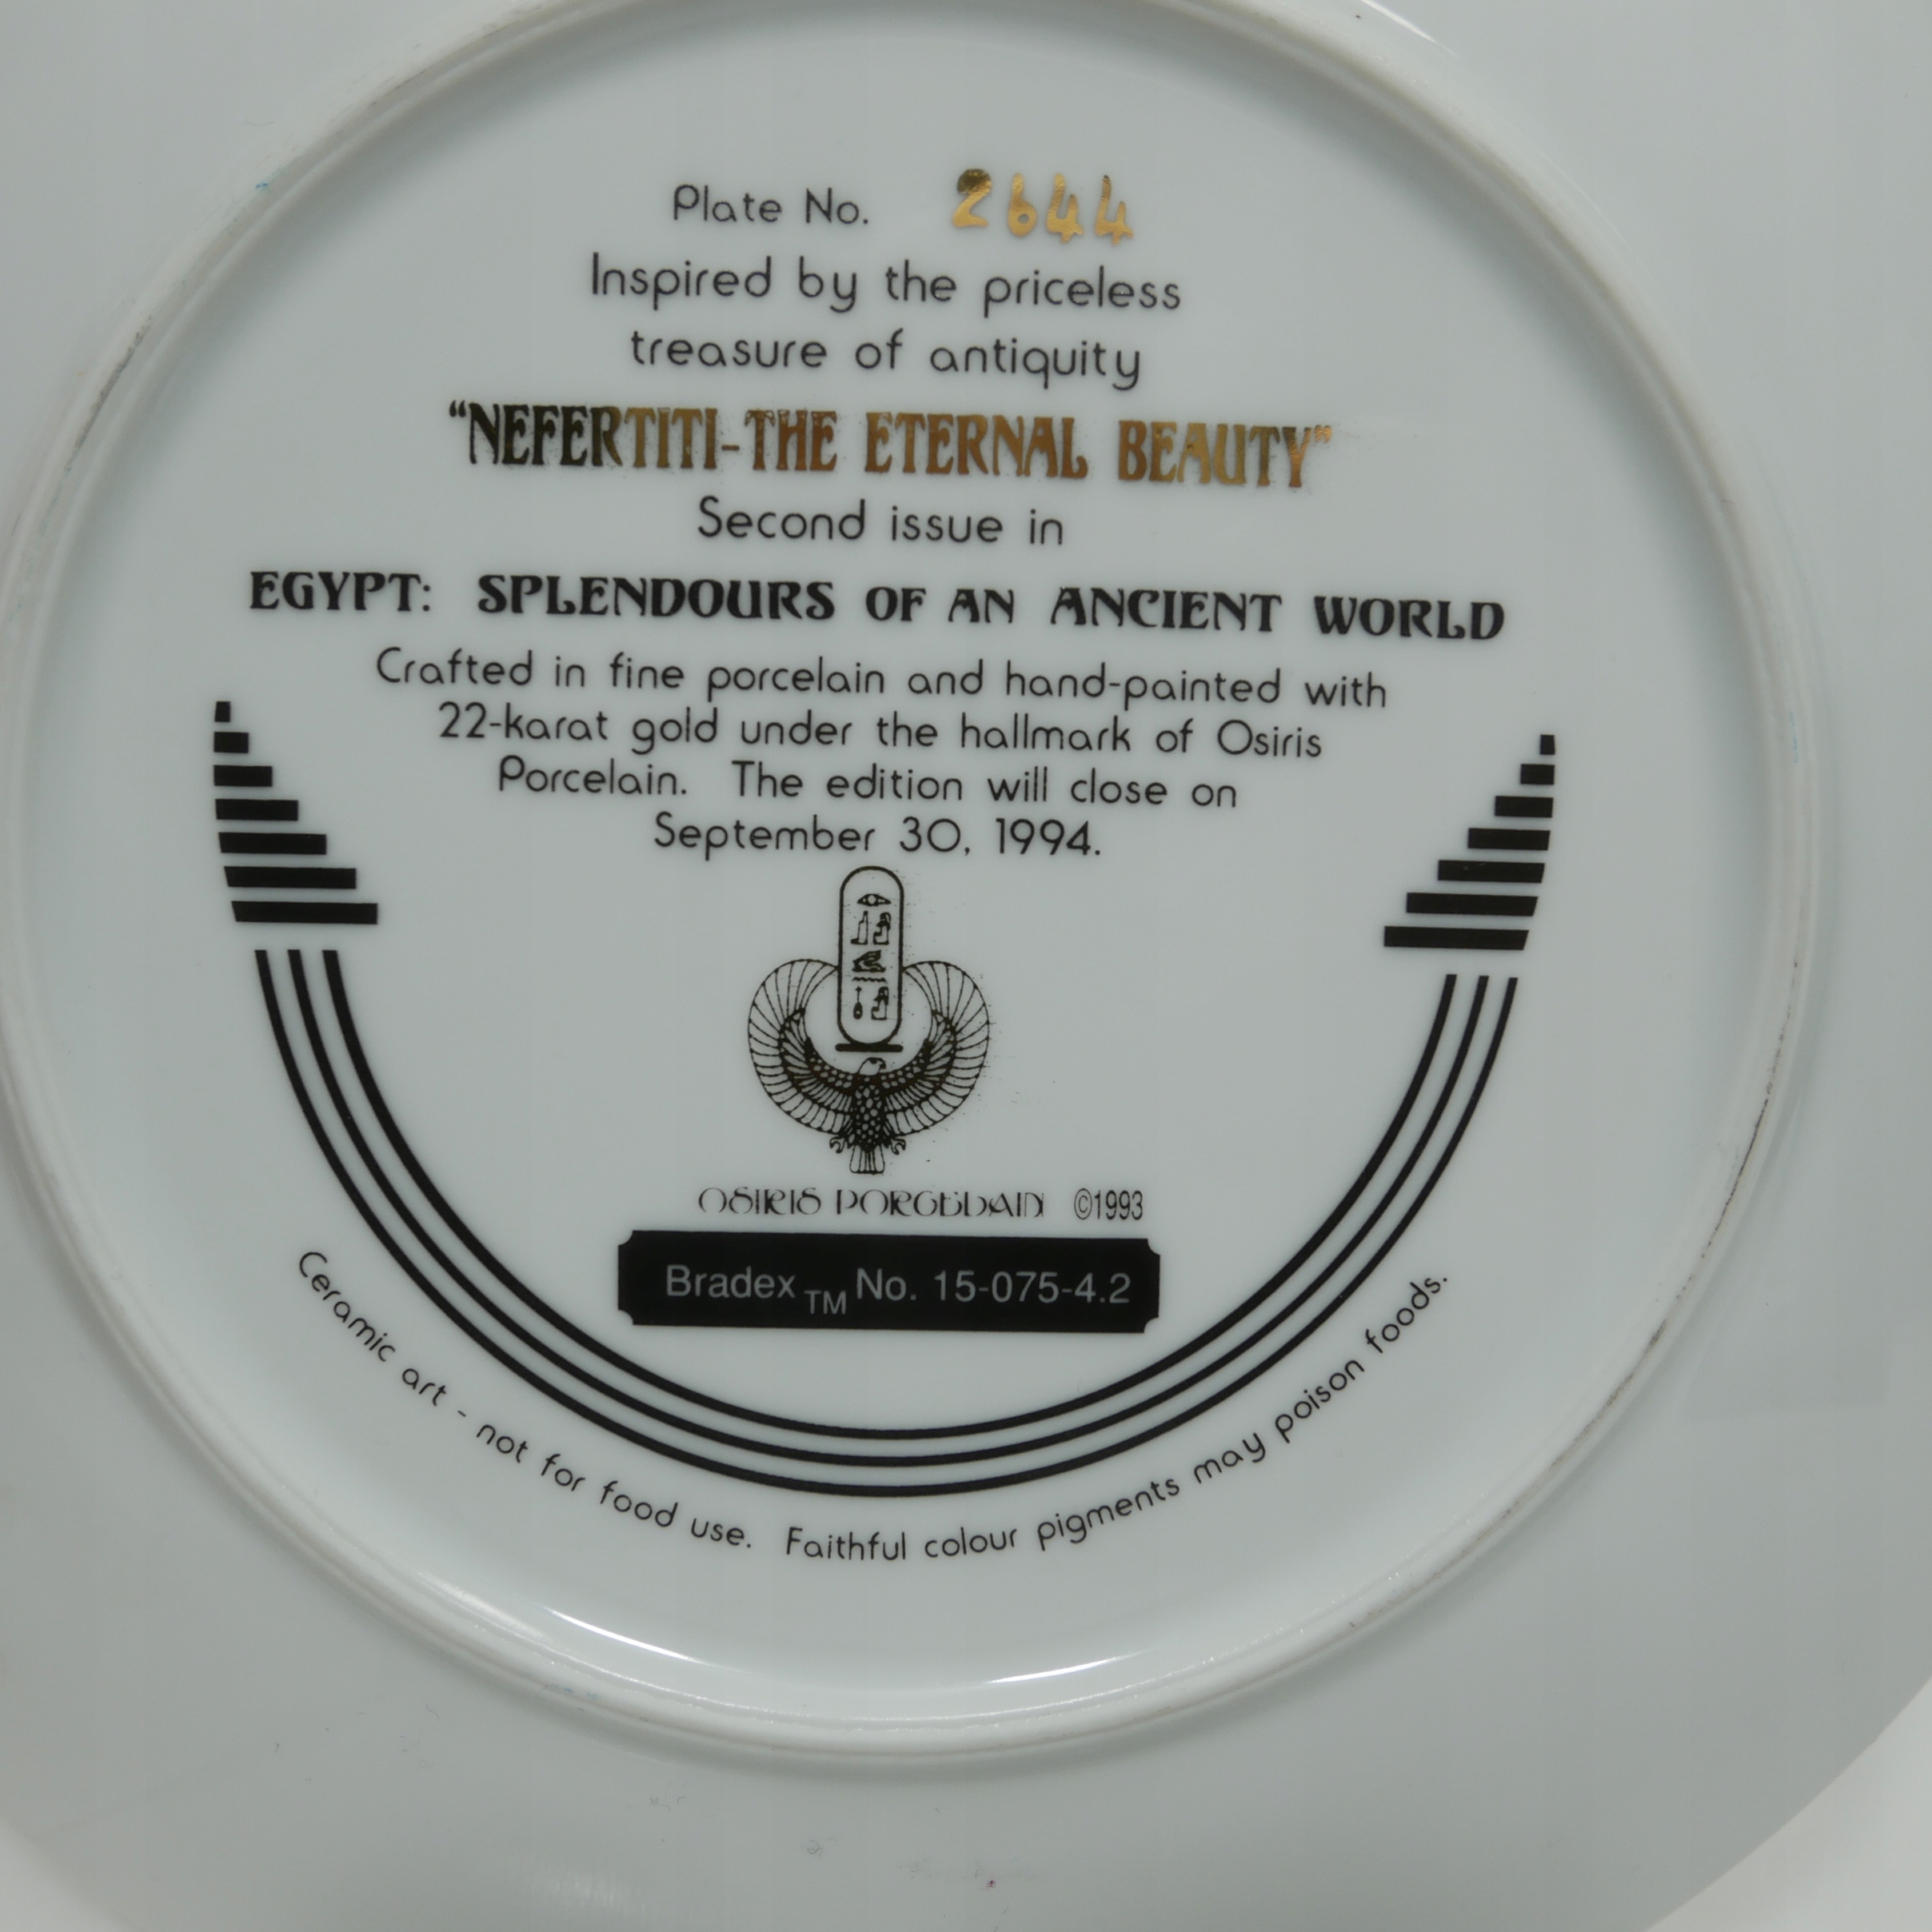 Plate No. 2644
Inspired by the priceless
treasure of antiquity
“NEFERTITI-THE ETERNAL BEAUTY”
Second issue in
EGYPT: SPLENDOURS OF AN ANCIENT WORLD
Crafted in fine porcelain and hand-painted with
22-karat gold under the hallmark of Osiris
Porcelain. The edition will close on
September 30, 1994.
OSIRIS PORCELAIN ©1993
Bradex TM No. 15-075-4.2
Ceramic art - not for food use. Faithful colour pigments may poison foods.